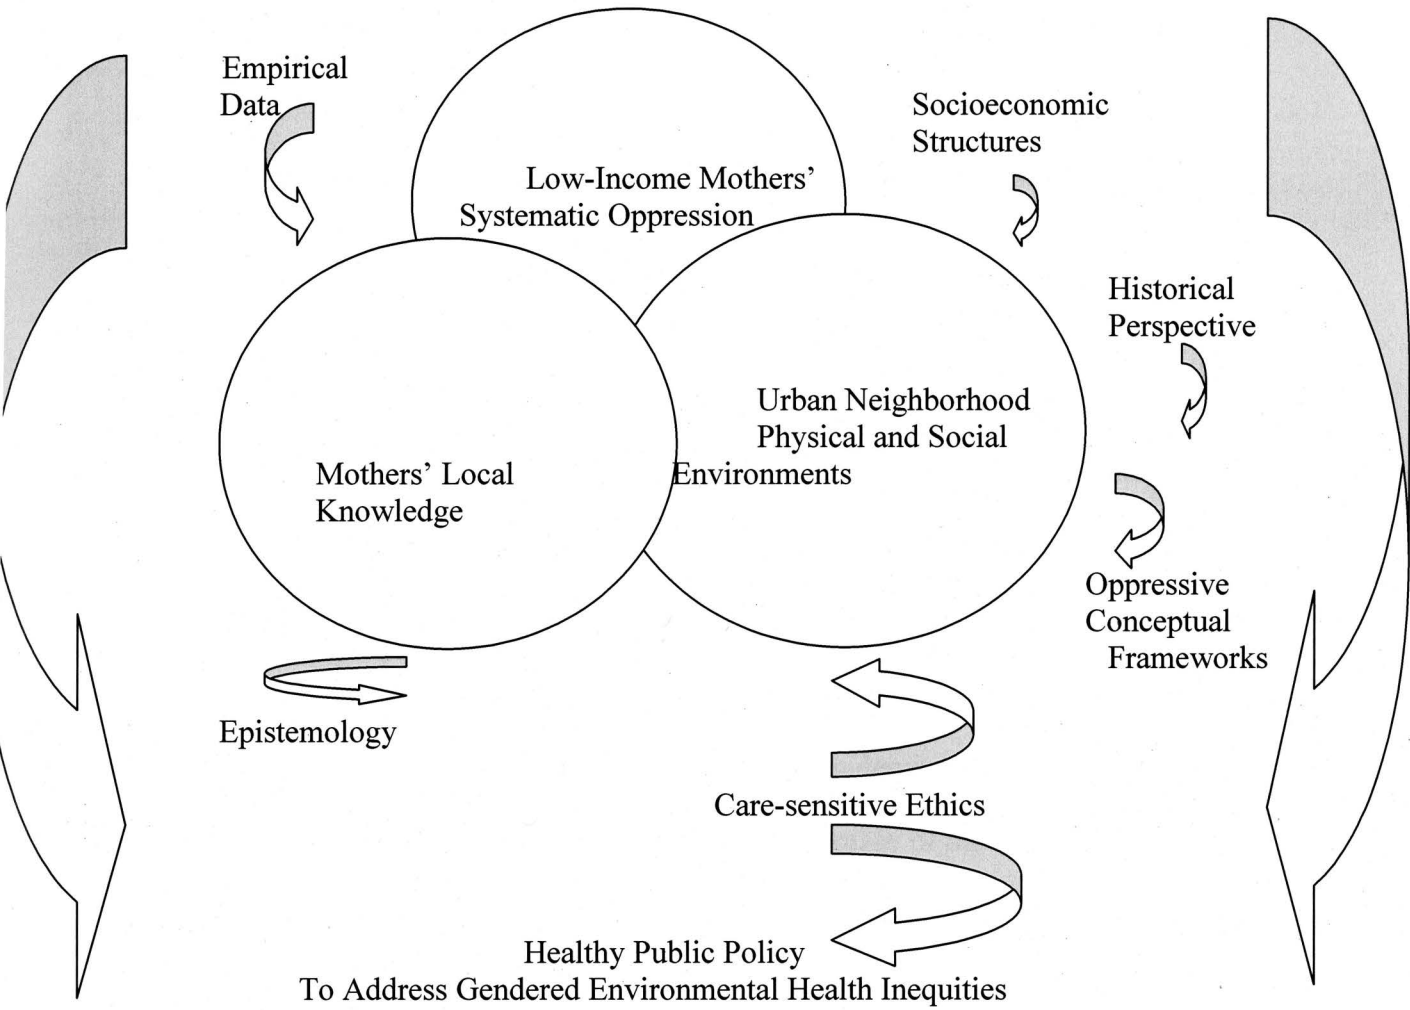 Empirical
Data
Socioeconomic
Structures
Low-Income Mothers’
Systematic Oppression
Historical
Perspective
Urban Neighborhood
Physical and Social
Environments
Mothers’ Local
Knowledge
Oppressive
Conceptual
Frameworks
Epistemology
Care-sensitive Ethics
Healthy Public Policy
To Address Gendered Environmental Health Inequities